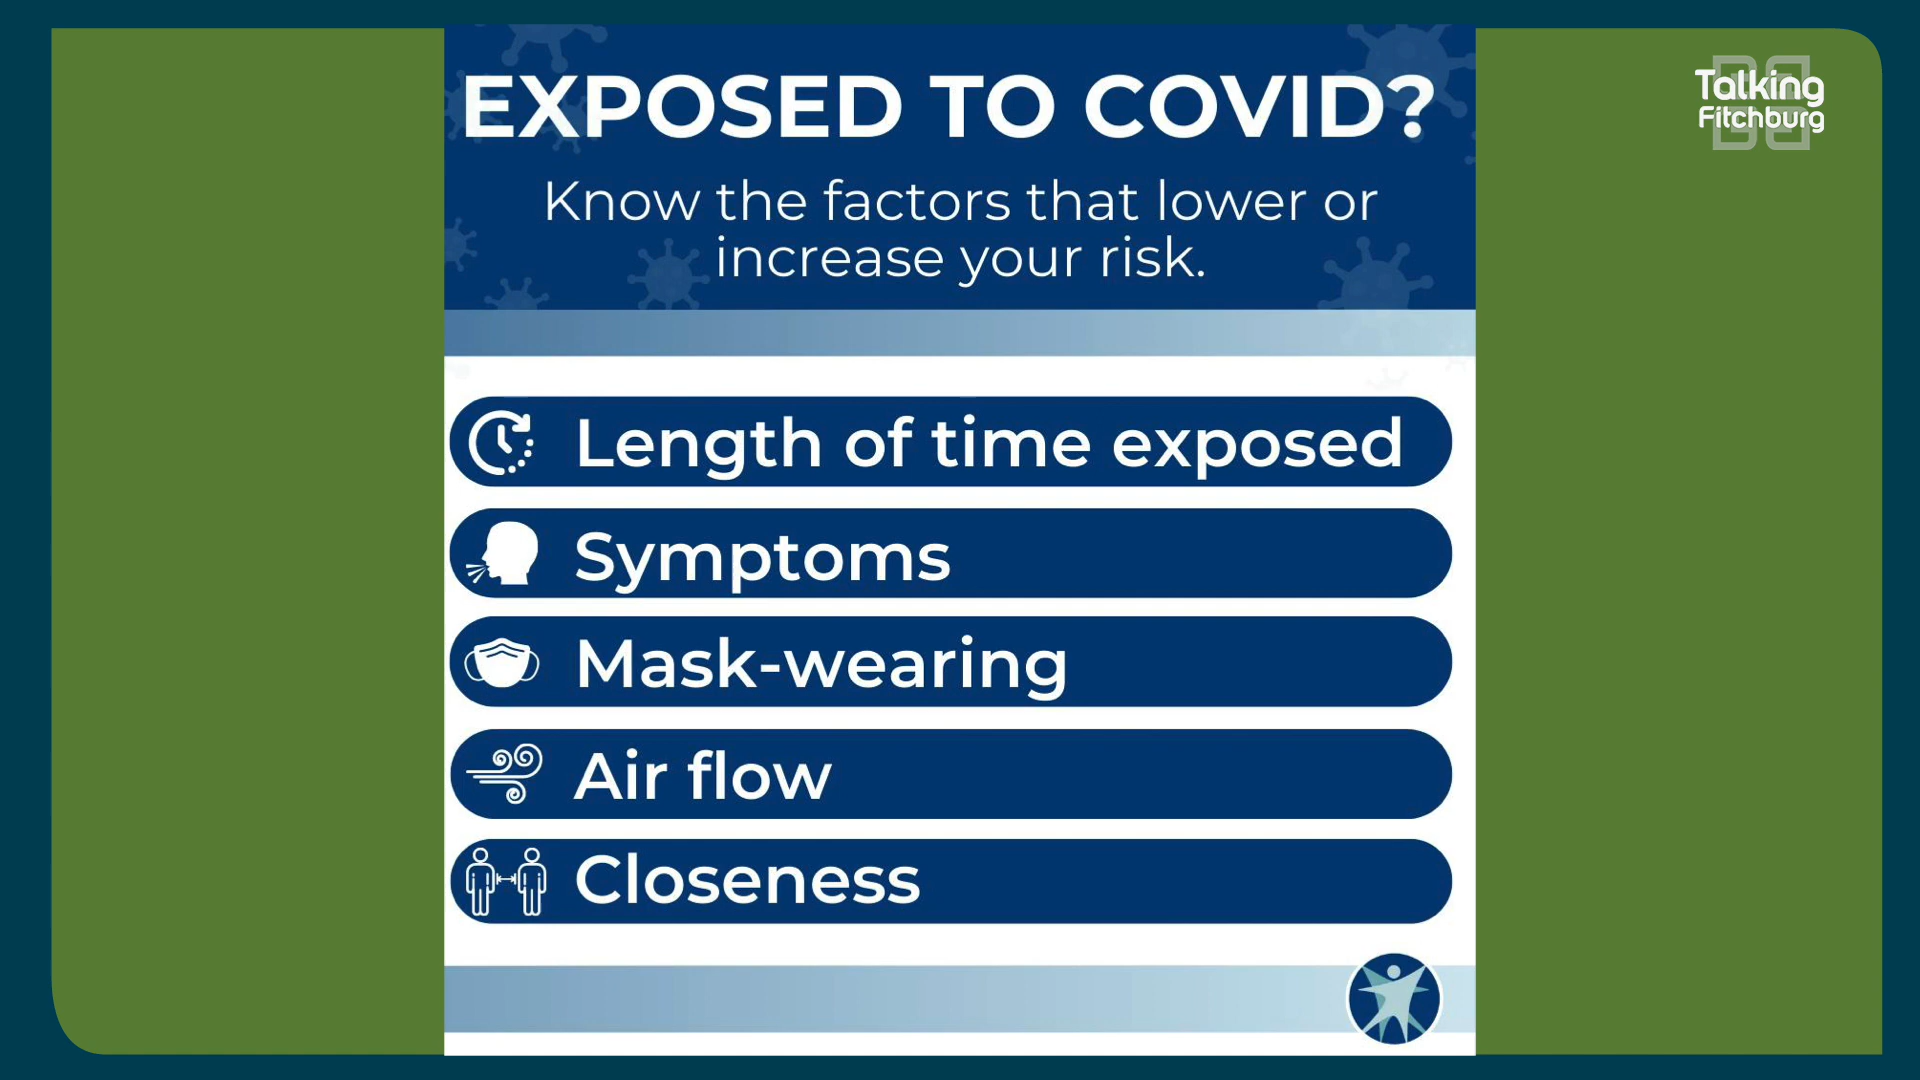 EXPOSED TO COVID?
Know the factors that lower or
increase your risk.
Length of time exposed
Symptoms
Mask-wearing
Air flow
Closeness
Talking
Fitchburg